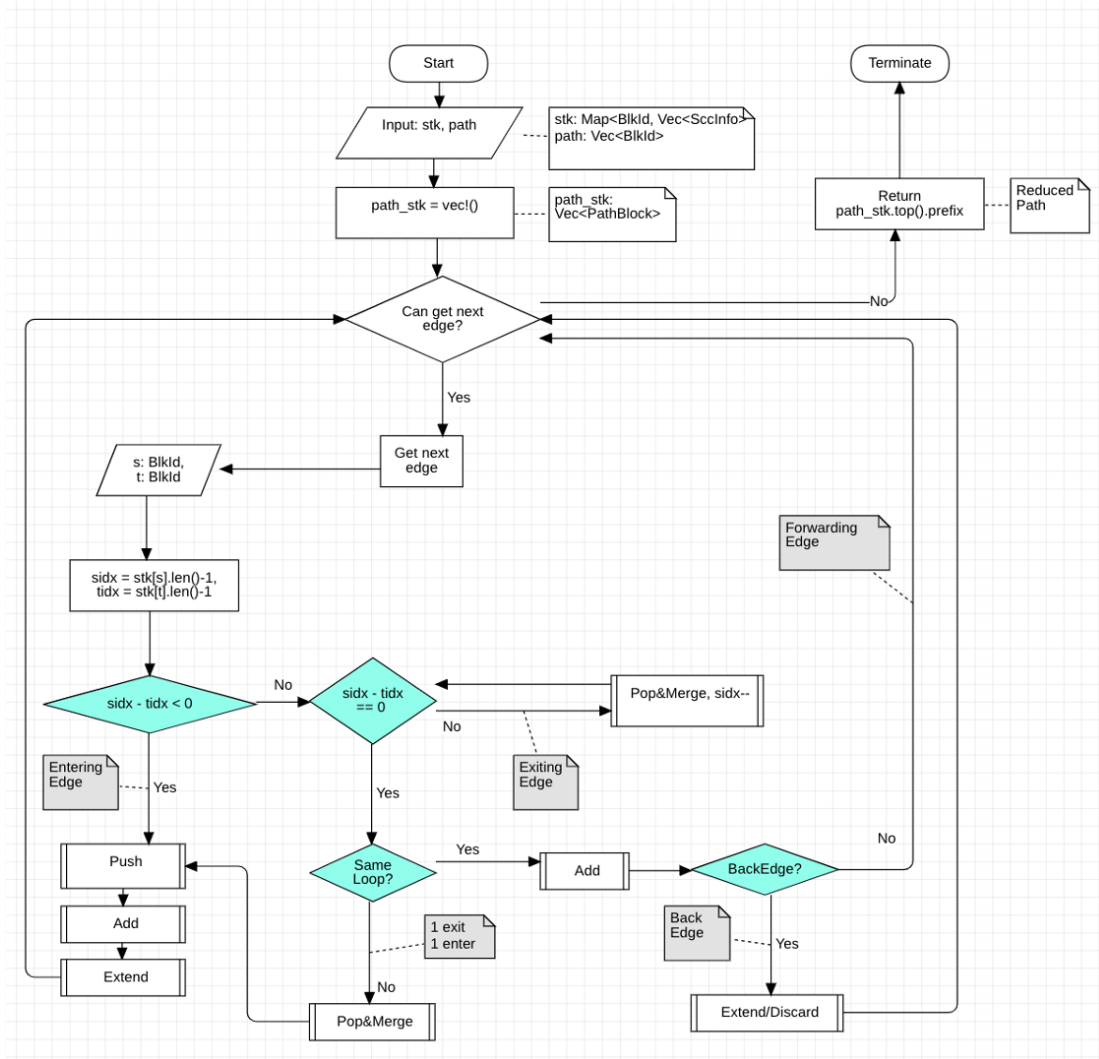 Start
Terminate
Input: stk, path
stk: Map<BlkId, Vec<SccInfo>
path: Vec<BlkId>
path_stk = vec!()
path_stk:
Vec<PathBlock>
Return
path_stk.top().prefix
Reduced
Path
No
Can get next
edge?
Yes
Get next
edge
s: BlkId,
t: BlkId
Forwarding
Edge
sidx = stk[s].len()-1,
tidx = stk[t].len()-1
sidx - tidx < 0
No
sidx - tidx
== 0
Pop&Merge, sidx--
No
Entering
Edge
Yes
Exiting
Edge
Yes
Push
Same
Loop?
Yes
Add
BackEdge?
No
Add
1 exit
1 enter
Back
Edge
Yes
Extend
No
Pop&Merge
Extend/Discard